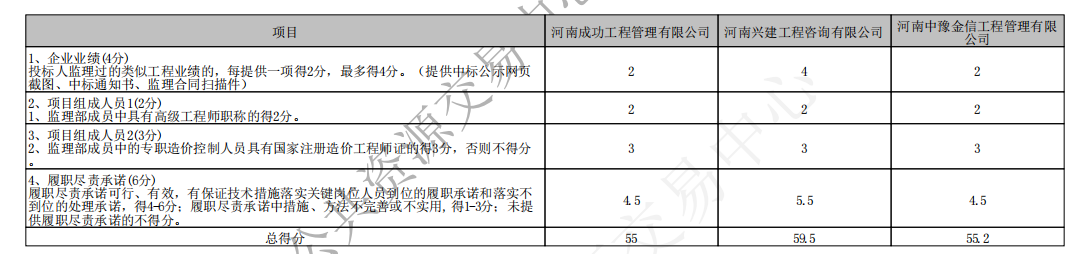 项目 河南成功工程管理有限公司 河南兴建工程咨询有限公司 河南中豫金信工程管理有限
公司
1、企业业绩(4分)
投标人监理过的类似工程业绩的，每提供一项得2分，最多得4分。（提供中标公示网页
截图、中标通知书、监理合同扫描件）
2 4 2
2、项目组成人员1(2分)
1、监理部成员中具有高级工程师职称的得2分。
2 2 2
3、项目组成人员2(3分)
2、监理部成员中的专职造价控制人员具有国家注册造价工程师证的得3分，否则不得分
。
3 3 3
4、履职尽责承诺(6分)
履职尽责承诺可行、有效，有保证技术措施落实关键岗位人员到位的履职承诺和落实不
到位的处理承诺，得4-6分；履职尽责承诺中措施、方法不完善或不实用，得1-3分；未提
供履职尽责承诺的不得分。
4.5 5.5 4.5
总得分 55 59.5 55.2
公共资源交易中心
交易中心